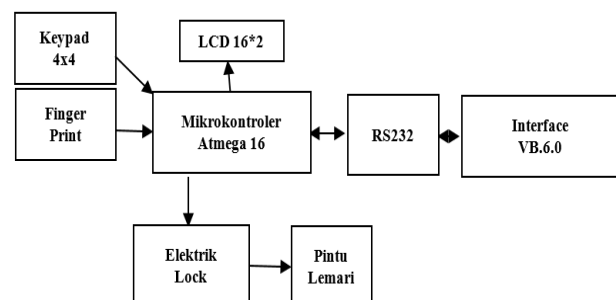 Keypad
4x4
LCD 16*2
Finger
Print
Mikrokontroler
Atmega 16
RS232
Interface
VB.6.0
Elektrik
Lock
Pintu
Lemari